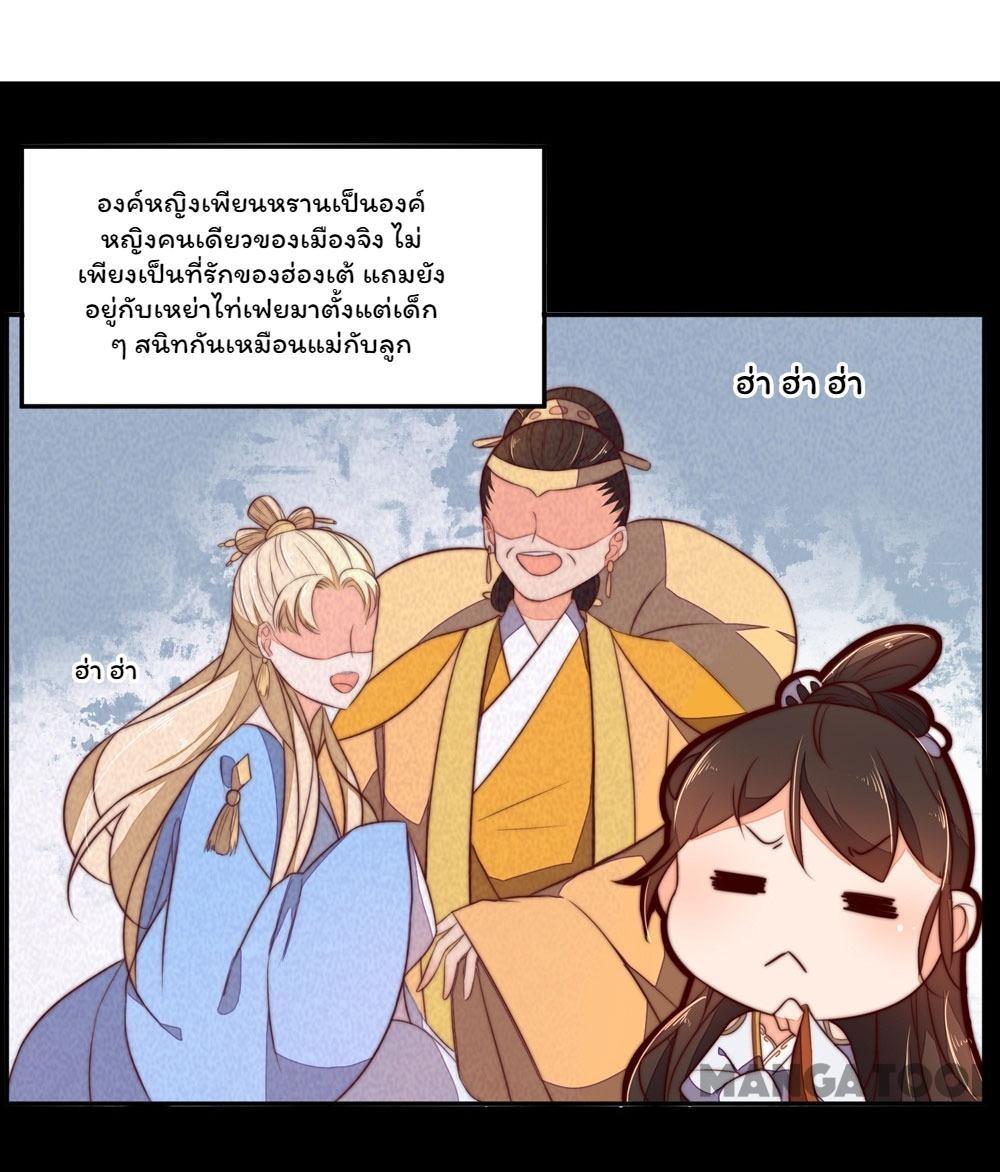 องค์หญิงเพียนหรานเป็นองค์
หญิงคนเดียวของเมืองจิง ไม่
เพียงเป็นที่รักของฮ่องเต้ แถมยัง
อยู่กับเหย่าไท่เฟยมาตั้งแต่เด็ก
ๆ สนิทกันเหมือนแม่กับลูก
ฮ่า ฮ่า ฮ่า
ฮ่า ฮ่า
MANGATOON